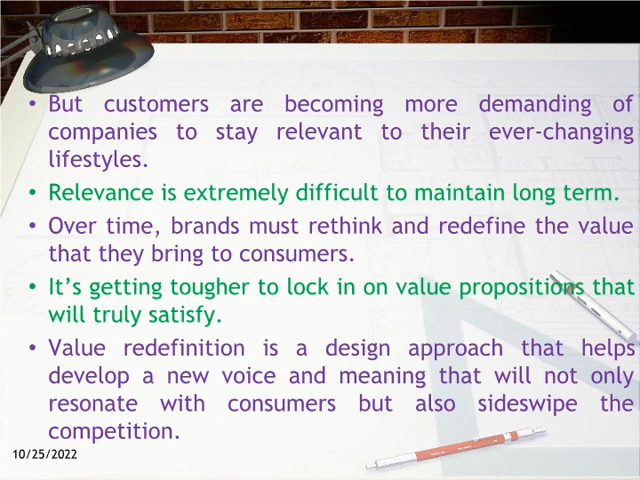 • But customers are becoming more demanding of
companies to stay relevant to their ever-changing
lifestyles.
• Relevance is extremely difficult to maintain long term.
• Over time, brands must rethink and redefine the value
that they bring to consumers.
• It’s getting tougher to lock in on value propositions that
will truly satisfy.
• Value redefinition is a design approach that helps
develop a new voice and meaning that will not only
resonate with consumers but also sideswipe the
competition.
10/25/2022